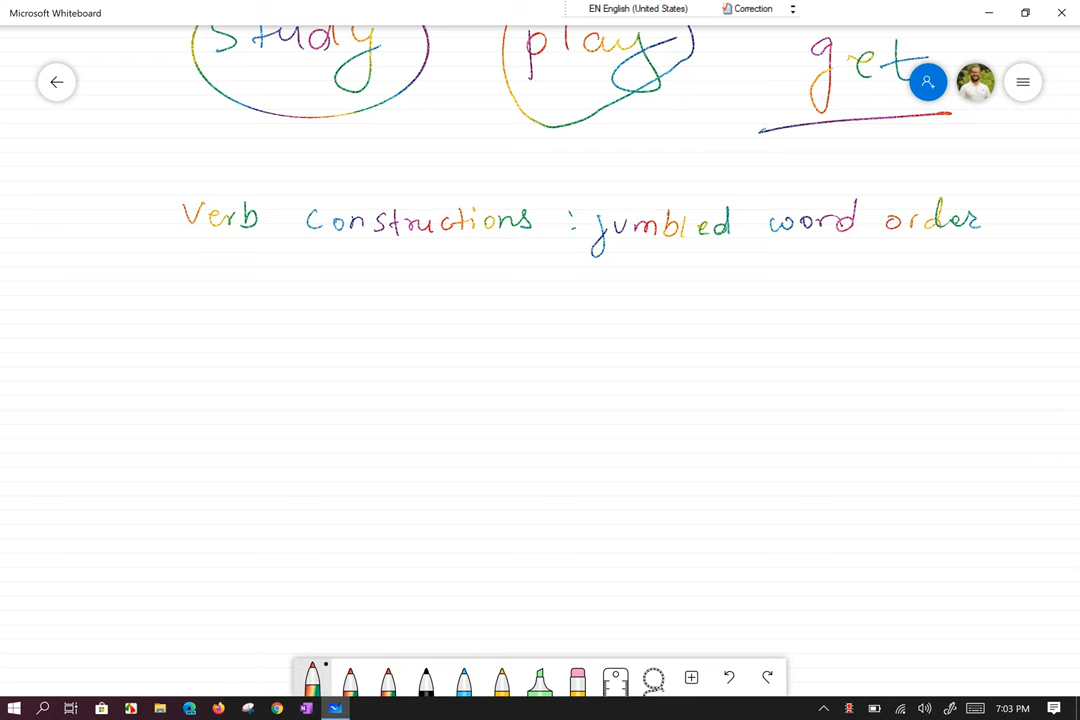 Microsoft Whiteboard
EN English (United States) Correction
study play get
Verb constructions : jumbled word order
7:03 PM